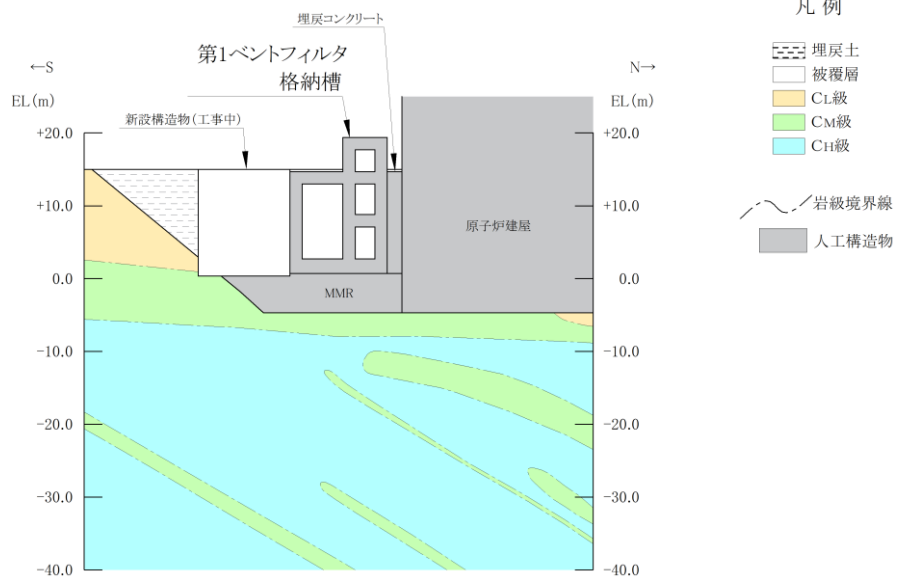 埋戻コンクリート
第1ベントフィルタ
格納槽
←S
N→
EL(m)
EL(m)
新設構造物(工事中)
+20.0
+10.0
0.0
-10.0
-20.0
-30.0
-40.0
+20.0
+10.0
0.0
-10.0
-20.0
-30.0
-40.0
原子炉建屋
MMR
凡 例
埋戻土
被覆層
CL級
CM級
CH級
岩級境界線
人工構造物